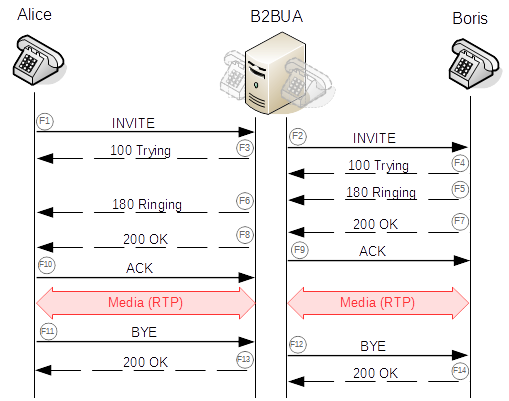 Alice
B2BUA
Boris
F1
INVITE
F2
INVITE
100 Trying
F3
100 Trying
F4
180 Ringing
F5
180 Ringing
F6
200 OK
F7
200 OK
F8
F9
ACK
F10
ACK
Media (RTP)
Media (RTP)
F11
BYE
F12
BYE
200 OK
F13
200 OK
F14